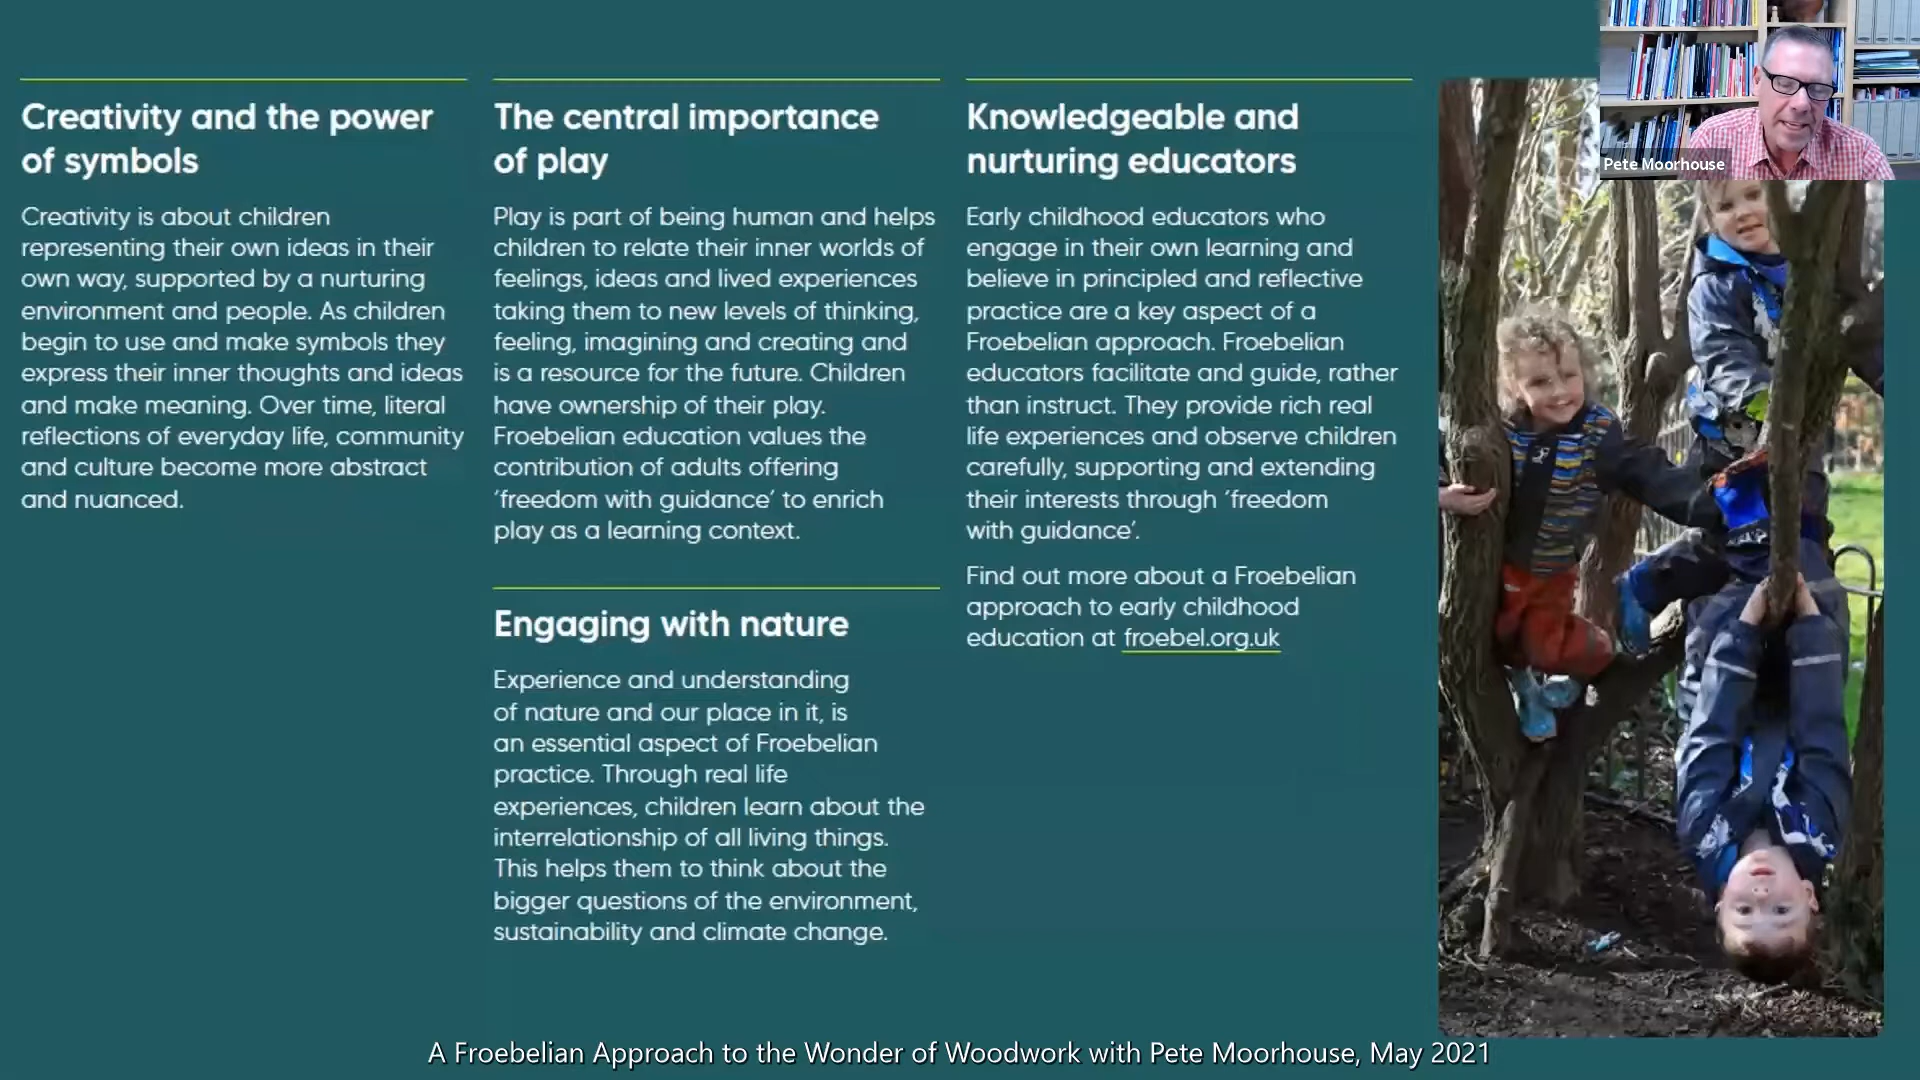 Creativity and the power
of symbols
Creativity is about children
representing their own ideas in their
own way, supported by a nurturing
environment and people. As children
begin to use and make symbols they
express their inner thoughts and ideas
and make meaning. Over time, literal
reflections of everyday life, community
and culture become more abstract
and nuanced.
The central importance
of play
Play is part of being human and helps
children to relate their inner worlds of
feelings, ideas and lived experiences
taking them to new levels of thinking,
feeling, imagining and creating and
is a resource for the future. Children
have ownership of their play.
Froebelian education values the
contribution of adults offering
‘freedom with guidance’ to enrich
play as a learning context.
Engaging with nature
Experience and understanding
of nature and our place in it, is
an essential aspect of Froebelian
practice. Through real life
experiences, children learn about the
interrelationship of all living things.
This helps them to think about the
bigger questions of the environment,
sustainability and climate change.
Knowledgeable and
nurturing educators
Early childhood educators who
engage in their own learning and
believe in principled and reflective
practice are a key aspect of a
Froebelian approach. Froebelian
educators facilitate and guide, rather
than instruct. They provide rich real
life experiences and observe children
carefully, supporting and extending
their interests through ‘freedom
with guidance’.
Find out more about a Froebelian
approach to early childhood
education at froebel.org.uk
Pete Moorhouse
A Froebelian Approach to the Wonder of Woodwork with Pete Moorhouse, May 2021